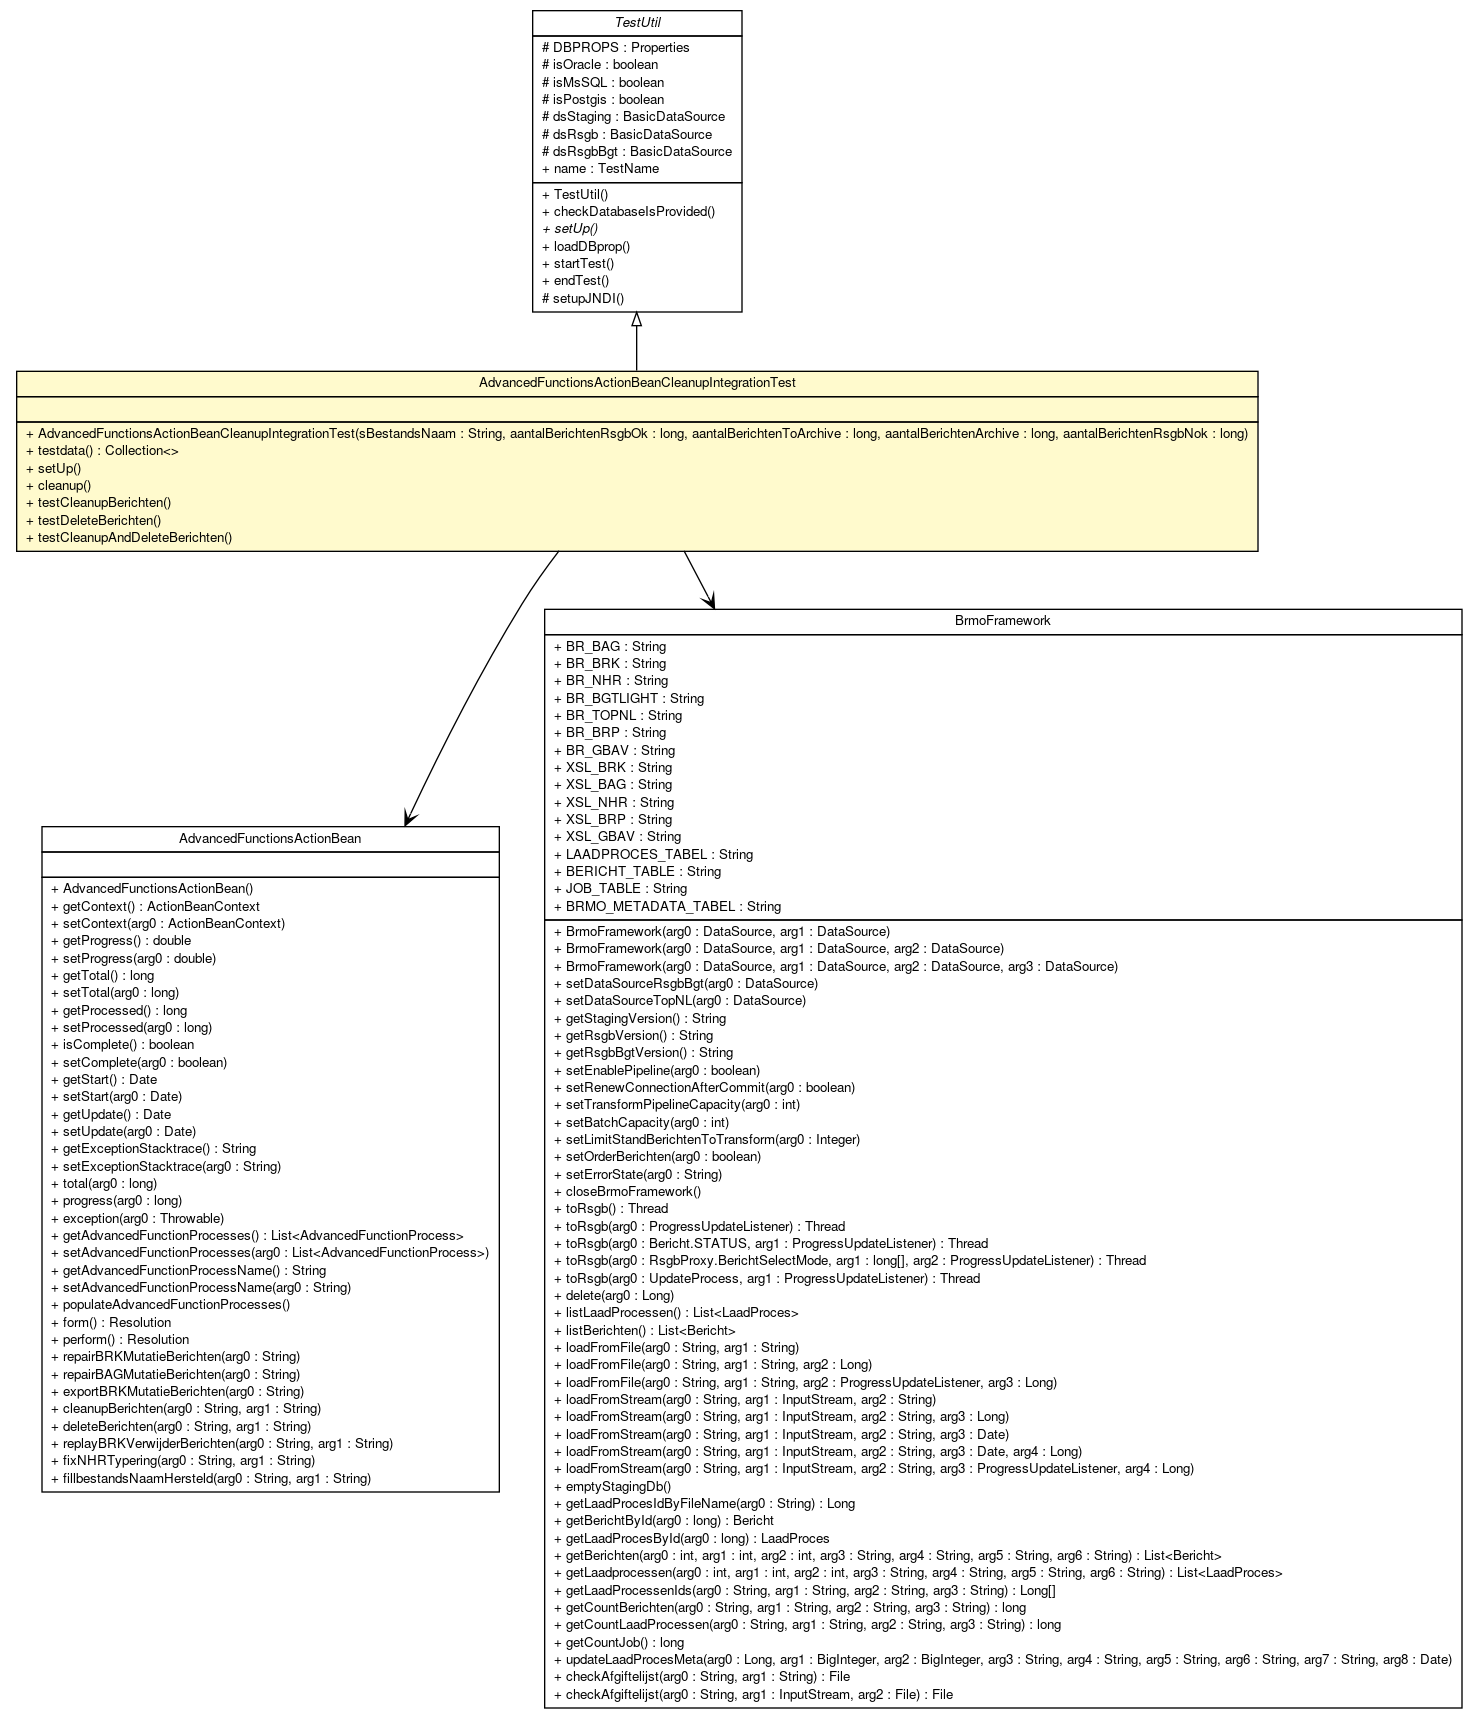 TestUtil
# DBPROPS : Properties
# isOracle : boolean
# isMsSQL : boolean
# isPostgis : boolean
# dsStaging : BasicDataSource
# dsRsgb : BasicDataSource
# dsRsgbBgt : BasicDataSource
+ name : TestName
+ TestUtil()
+ checkDatabaseIsProvided()
+ setUp()
+ loadDBprop()
+ startTest()
+ endTest()
# setupJNDI()
AdvancedFunctionsActionBeanCleanupIntegrationTest
+ AdvancedFunctionsActionBeanCleanupIntegrationTest(sBestandsNaam : String, aantalBerichtenRsgbOk : long, aantalBerichtenToArchive : long, aantalBerichtenArchive : long, aantalBerichtenRsgbNok : long)
+ testdata() : Collection<>
+ setUp()
+ cleanup()
+ testCleanupBerichten()
+ testDeleteBerichten()
+ testCleanupAndDeleteBerichten()
AdvancedFunctionsActionBean
+ AdvancedFunctionsActionBean()
+ getContext() : ActionBeanContext
+ setContext(arg0 : ActionBeanContext)
+ getProgress() : double
+ setProgress(arg0 : double)
+ getTotal() : long
+ setTotal(arg0 : long)
+ getProcessed() : long
+ setProcessed(arg0 : long)
+ isComplete() : boolean
+ setComplete(arg0 : boolean)
+ getStart() : Date
+ setStart(arg0 : Date)
+ getUpdate() : Date
+ setUpdate(arg0 : Date)
+ getExceptionStacktrace() : String
+ setExceptionStacktrace(arg0 : String)
+ total(arg0 : long)
+ progress(arg0 : long)
+ exception(arg0 : Throwable)
+ getAdvancedFunctionProcesses() : List<AdvancedFunctionProcess>
+ setAdvancedFunctionProcesses(arg0 : List<AdvancedFunctionProcess>)
+ getAdvancedFunctionProcessName() : String
+ setAdvancedFunctionProcessName(arg0 : String)
+ populateAdvancedFunctionProcesses()
+ form() : Resolution
+ perform() : Resolution
+ repairBRKMutatieBerichten(arg0 : String)
+ repairBAGMutatieBerichten(arg0 : String)
+ exportBRKMutatieBerichten(arg0 : String)
+ cleanupBerichten(arg0 : String, arg1 : String)
+ deleteBerichten(arg0 : String, arg1 : String)
+ replayBRKVerwijderBerichten(arg0 : String, arg1 : String)
+ fixNHRTypering(arg0 : String, arg1 : String)
+ fillbestandsNaamHersteld(arg0 : String, arg1 : String)
BrmoFramework
+ BR_BAG : String
+ BR_BRK : String
+ BR_NHR : String
+ BR_BGTLIGHT : String
+ BR_TOPNL : String
+ BR_BRP : String
+ BR_GBAV : String
+ XSL_BRK : String
+ XSL_BAG : String
+ XSL_NHR : String
+ XSL_BRP : String
+ XSL_GBAV : String
+ LAADPROCES_TABEL : String
+ BERICHT_TABLE : String
+ JOB_TABLE : String
+ BRMO_METADATA_TABEL : String
+ BrmoFramework(arg0 : DataSource, arg1 : DataSource)
+ BrmoFramework(arg0 : DataSource, arg1 : DataSource, arg2 : DataSource)
+ BrmoFramework(arg0 : DataSource, arg1 : DataSource, arg2 : DataSource, arg3 : DataSource)
+ setDataSourceRsgbBgt(arg0 : DataSource)
+ setDataSourceTopNL(arg0 : DataSource)
+ getStagingVersion() : String
+ getRsgbVersion() : String
+ getRsgbBgtVersion() : String
+ setEnablePipeline(arg0 : boolean)
+ setRenewConnectionAfterCommit(arg0 : boolean)
+ setTransformPipelineCapacity(arg0 : int)
+ setBatchCapacity(arg0 : int)
+ setLimitStandBerichtenToTransform(arg0 : Integer)
+ setOrderBerichten(arg0 : boolean)
+ setErrorState(arg0 : String)
+ closeBrmoFramework()
+ toRsgb() : Thread
+ toRsgb(arg0 : ProgressUpdateListener) : Thread
+ toRsgb(arg0 : Bericht.STATUS, arg1 : ProgressUpdateListener) : Thread
+ toRsgb(arg0 : RsgbProxy.BerichtSelectMode, arg1 : long[], arg2 : ProgressUpdateListener) : Thread
+ toRsgb(arg0 : UpdateProcess, arg1 : ProgressUpdateListener) : Thread
+ delete(arg0 : Long)
+ listLaadProcessen() : List<LaadProces>
+ listBerichten() : List<Bericht>
+ loadFromFile(arg0 : String, arg1 : String)
+ loadFromFile(arg0 : String, arg1 : String, arg2 : Long)
+ loadFromFile(arg0 : String, arg1 : String, arg2 : ProgressUpdateListener, arg3 : Long)
+ loadFromStream(arg0 : String, arg1 : InputStream, arg2 : String)
+ loadFromStream(arg0 : String, arg1 : InputStream, arg2 : String, arg3 : Long)
+ loadFromStream(arg0 : String, arg1 : InputStream, arg2 : String, arg3 : Date)
+ loadFromStream(arg0 : String, arg1 : InputStream, arg2 : String, arg3 : Date, arg4 : Long)
+ loadFromStream(arg0 : String, arg1 : InputStream, arg2 : String, arg3 : ProgressUpdateListener, arg4 : Long)
+ emptyStagingDb()
+ getLaadProcesIdByFileName(arg0 : String) : Long
+ getBerichtById(arg0 : long) : Bericht
+ getLaadProcesById(arg0 : long) : LaadProces
+ getBerichten(arg0 : int, arg1 : int, arg2 : int, arg3 : String, arg4 : String, arg5 : String, arg6 : String) : List<Bericht>
+ getLaadprocessen(arg0 : int, arg1 : int, arg2 : int, arg3 : String, arg4 : String, arg5 : String, arg6 : String) : List<LaadProces>
+ getLaadProcessenIds(arg0 : String, arg1 : String, arg2 : String, arg3 : String) : Long[]
+ getCountBerichten(arg0 : String, arg1 : String, arg2 : String, arg3 : String) : long
+ getCountLaadProcessen(arg0 : String, arg1 : String, arg2 : String, arg3 : String) : long
+ getCountJob() : long
+ updateLaadProcesMeta(arg0 : Long, arg1 : BigInteger, arg2 : BigInteger, arg3 : String, arg4 : String, arg5 : String, arg6 : String, arg7 : String, arg8 : Date)
+ checkAfgiftelijst(arg0 : String, arg1 : String) : File
+ checkAfgiftelijst(arg0 : String, arg1 : InputStream, arg2 : File) : File